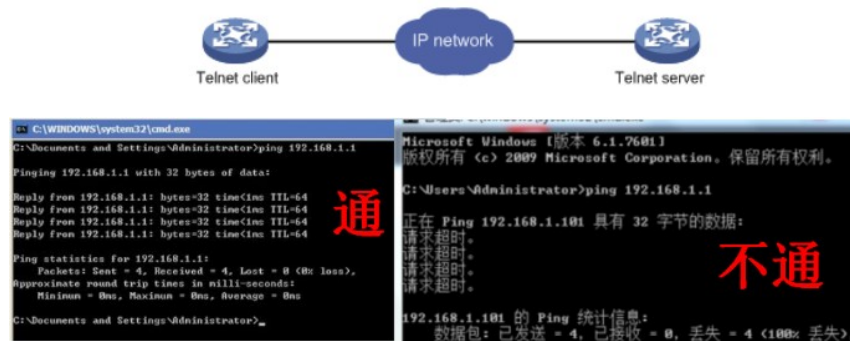 IP network
Telnet client
Telnet server
C:\WINDOWS\system32\cmd.exe
C:\Documents and Settings\Administrator>ping 192.168.1.1
Pinging 192.168.1.1 with 32 bytes of data:
Reply from 192.168.1.1: bytes=32 time<1ms TTL=64
Reply from 192.168.1.1: bytes=32 time<1ms TTL=64
Reply from 192.168.1.1: bytes=32 time<1ms TTL=64
Reply from 192.168.1.1: bytes=32 time<1ms TTL=64
通
Ping statistics for 192.168.1.1:
Packets: Sent = 4, Received = 4, Lost = 0 (0% loss),
Approximate round trip times in milli-seconds:
Minimum = 0ms, Maximum = 0ms, Average = 0ms
C:\Documents and Settings\Administrator>_
Microsoft Windows [版本 6.1.7601]
版权所有 (c) 2009 Microsoft Corporation。保留所有权利。
C:\Users\Administrator>ping 192.168.1.1
正在 Ping 192.168.1.101 具有 32 字节的数据:
请求超时。
请求超时。
请求超时。
请求超时。
不通
192.168.1.101 的 Ping 统计信息:
数据包: 已发送 = 4, 已接收 = 0, 丢失 = 4 (100% 丢失)